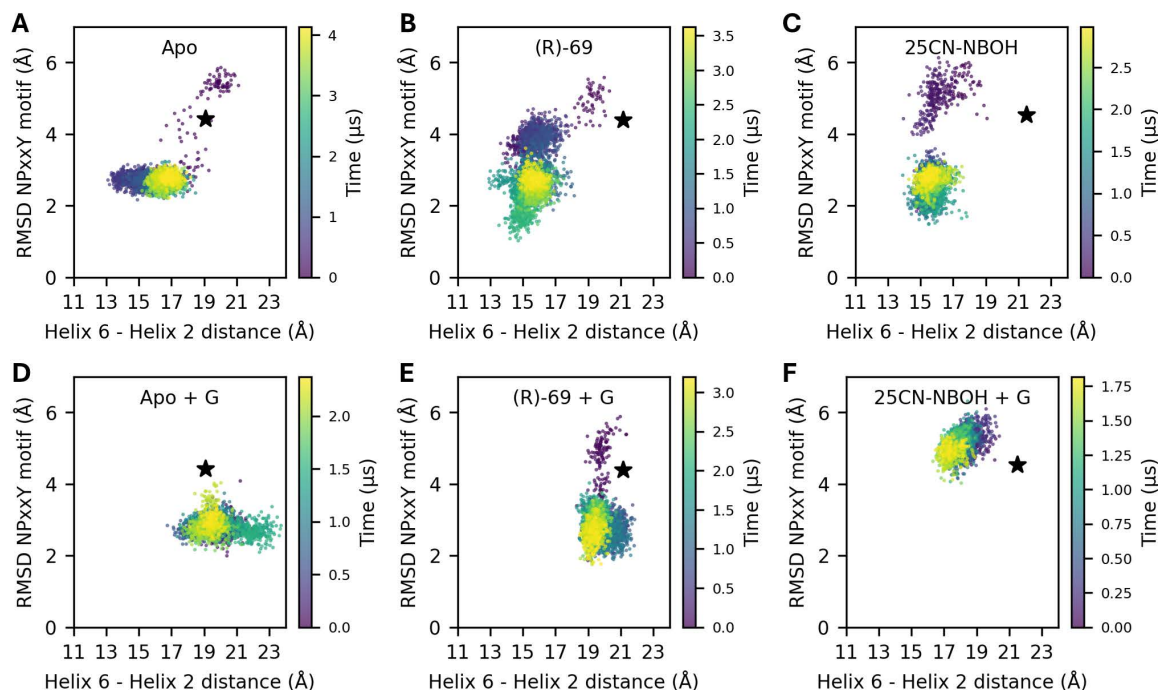 A
Apo
RMSD NPxxY motif (Å)
6
4
2
0
11 13 15 17 19 21 23
Helix 6 - Helix 2 distance (Å)
4
3
2
1
0
Time (μs)
B
(R)-69
RMSD NPxxY motif (Å)
6
4
2
0
11 13 15 17 19 21 23
Helix 6 - Helix 2 distance (Å)
3.5
3.0
2.5
2.0
1.5
1.0
0.5
0.0
Time (μs)
C
25CN-NBOH
RMSD NPxxY motif (Å)
6
4
2
0
11 13 15 17 19 21 23
Helix 6 - Helix 2 distance (Å)
2.5
2.0
1.5
1.0
0.5
0.0
Time (μs)
D
Apo + G
RMSD NPxxY motif (Å)
6
4
2
0
11 13 15 17 19 21 23
Helix 6 - Helix 2 distance (Å)
2.0
1.5
1.0
0.5
0.0
Time (μs)
E
(R)-69 + G
RMSD NPxxY motif (Å)
6
4
2
0
11 13 15 17 19 21 23
Helix 6 - Helix 2 distance (Å)
3.0
2.5
2.0
1.5
1.0
0.5
0.0
Time (μs)
F
25CN-NBOH + G
RMSD NPxxY motif (Å)
6
4
2
0
11 13 15 17 19 21 23
Helix 6 - Helix 2 distance (Å)
1.75
1.50
1.25
1.00
0.75
0.50
0.25
0.00
Time (μs)